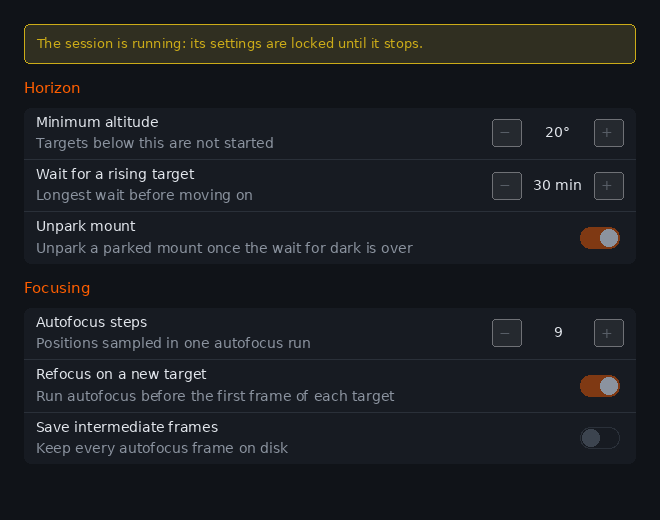 The session is running: its settings are locked until it stops.
Horizon
Minimum altitude
Targets below this are not started
− 20° +
Wait for a rising target
Longest wait before moving on
− 30 min +
Unpark mount
Unpark a parked mount once the wait for dark is over
Focusing
Autofocus steps
Positions sampled in one autofocus run
− 9 +
Refocus on a new target
Run autofocus before the first frame of each target
Save intermediate frames
Keep every autofocus frame on disk